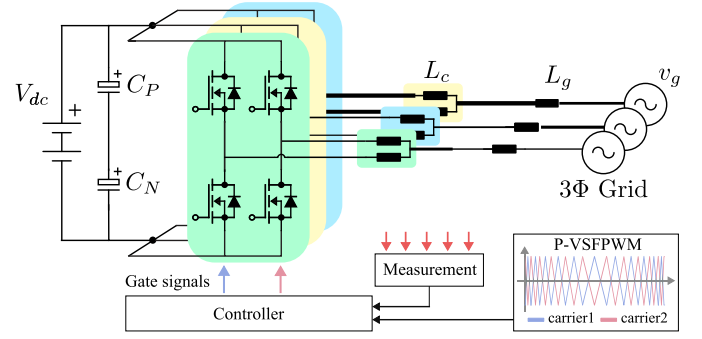 V_dc
+
+
C_P
+
C_N
L_c
L_g
v_g
3Φ Grid
Gate signals
Measurement
Controller
P-VSFPWM
carrier1
carrier2